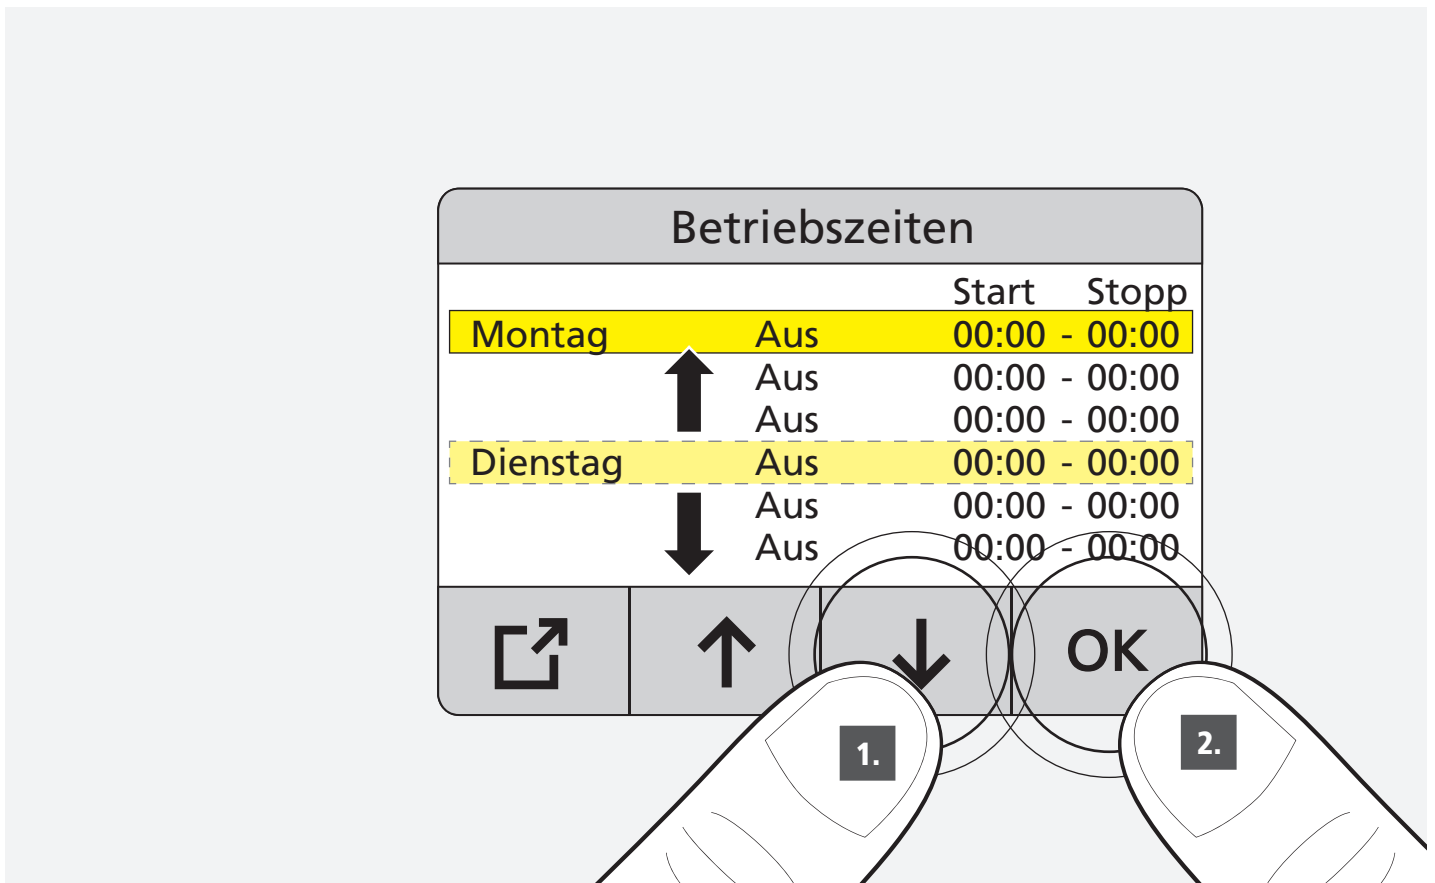 Betriebszeiten
Start Stopp
Montag Aus 00:00 - 00:00
Aus 00:00 - 00:00
Aus 00:00 - 00:00
Dienstag Aus 00:00 - 00:00
Aus 00:00 - 00:00
Aus 00:00 - 00:00
OK
1.
2.